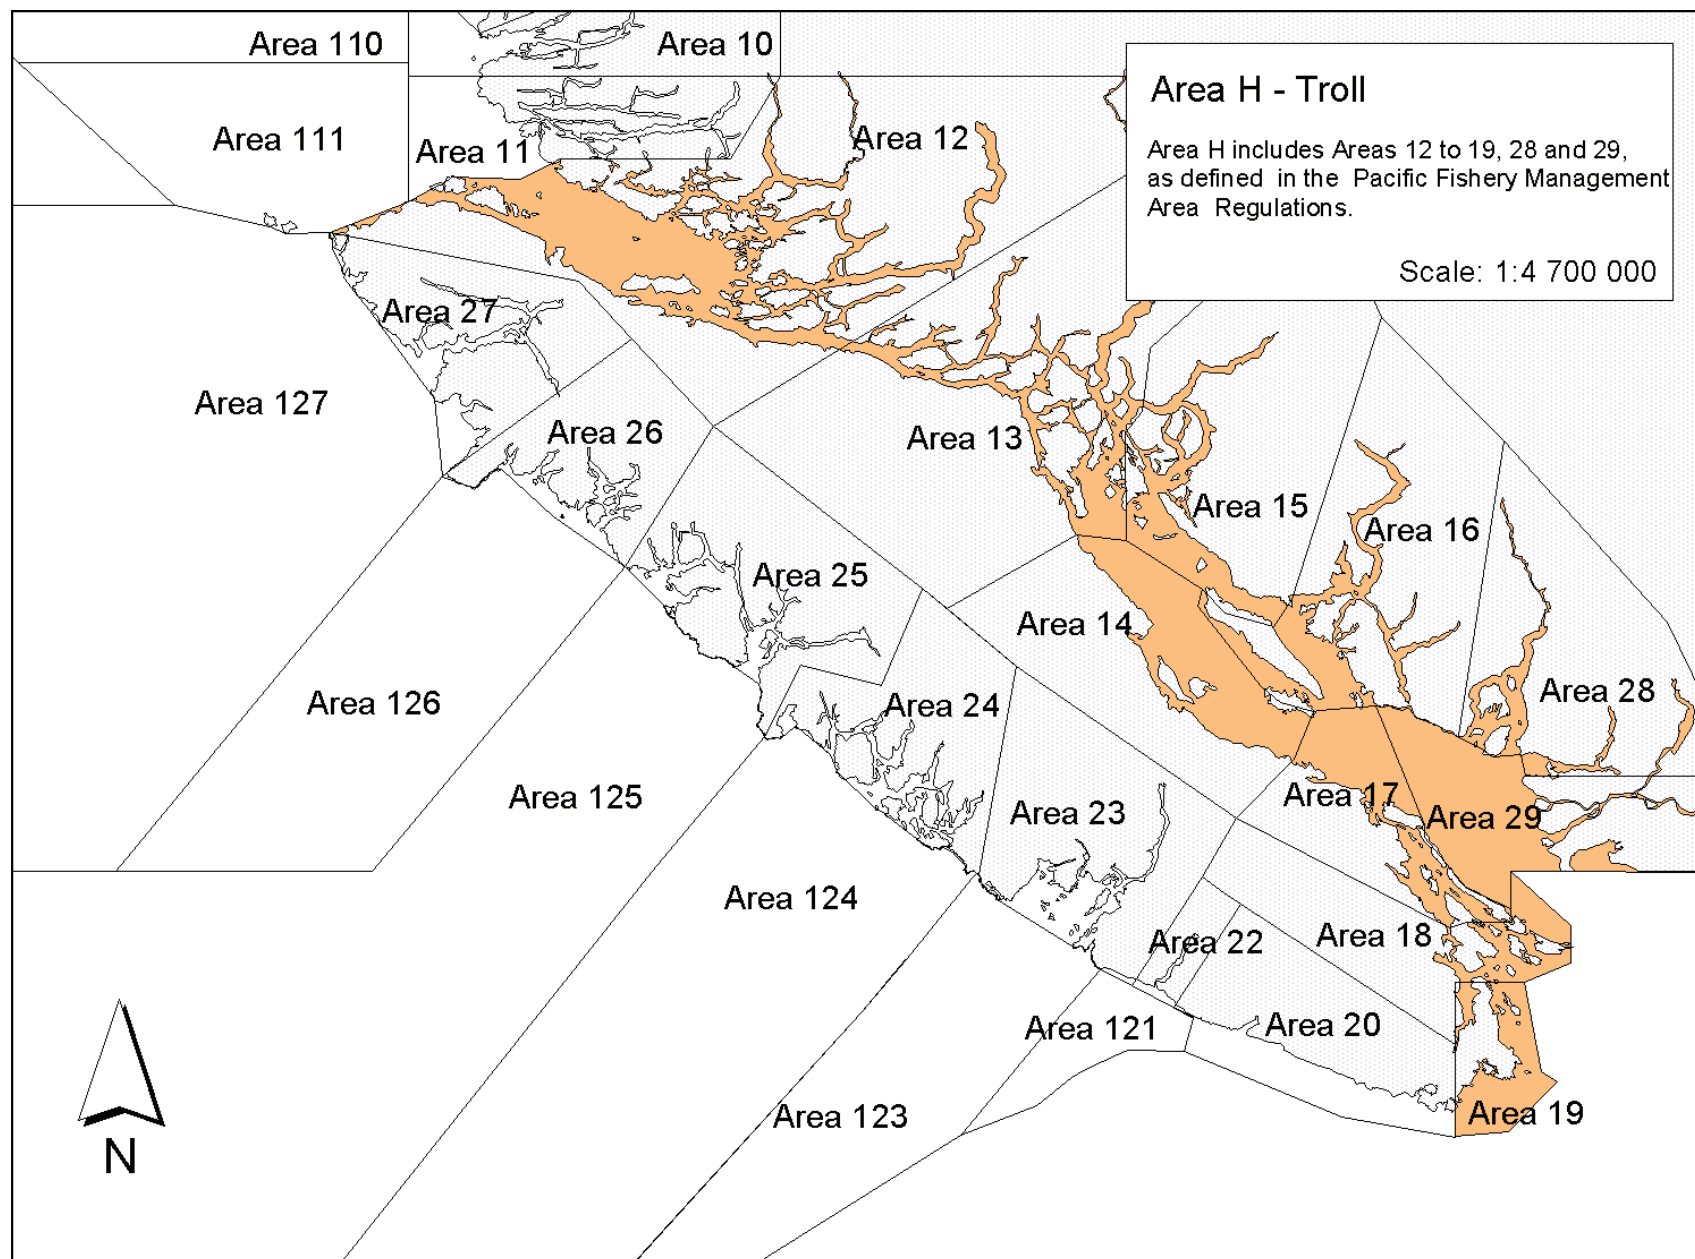 Area 110
Area 10
Area H - Troll
Area H includes Areas 12 to 19, 28 and 29,
as defined in the Pacific Fishery Management
Area Regulations.
Scale: 1:4 700 000
Area 111
Area 11
Area 12
Area 27
Area 127
Area 26
Area 13
Area 15
Area 16
Area 25
Area 14
Area 126
Area 24
Area 28
Area 125
Area 23
Area 17
Area 29
Area 124
Area 22
Area 18
Area 121
Area 20
Area 123
Area 19
N